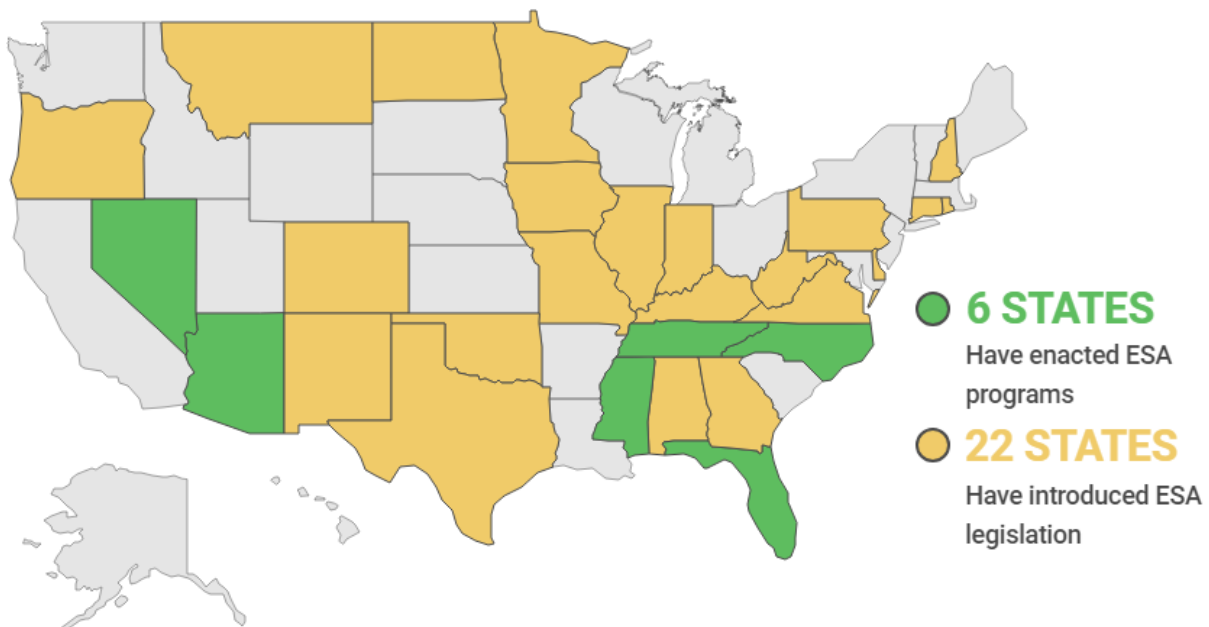 6 STATES
Have enacted ESA
programs
22 STATES
Have introduced ESA
legislation